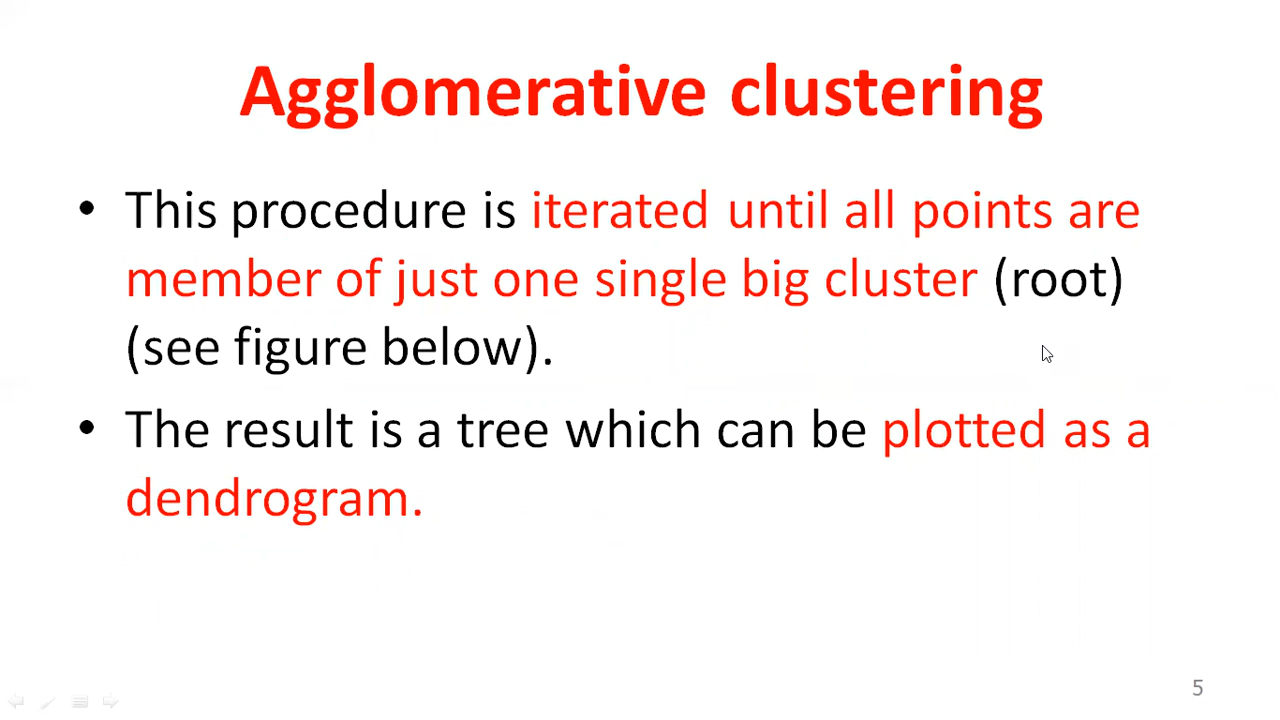 Agglomerative clustering
• This procedure is iterated until all points are
member of just one single big cluster (root)
(see figure below).
• The result is a tree which can be plotted as a
dendrogram.
5